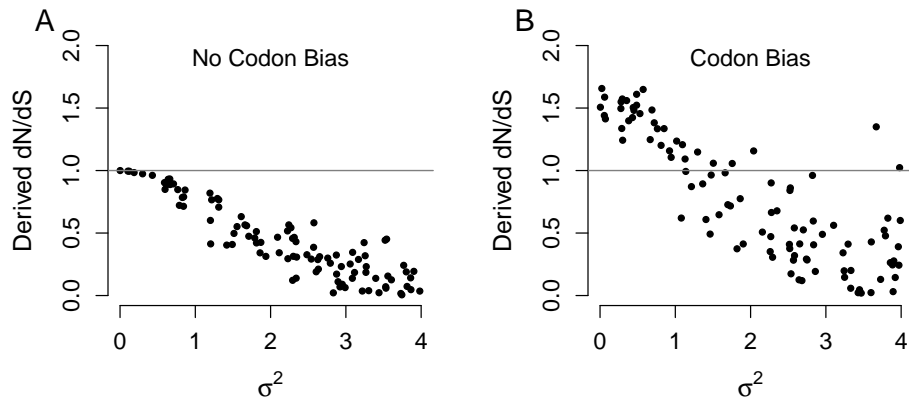 A
No Codon Bias
Derived dN/dS
0.0 0.5 1.0 1.5 2.0
0 1 2 3 4
σ²
B
Codon Bias
Derived dN/dS
0.0 0.5 1.0 1.5 2.0
0 1 2 3 4
σ²